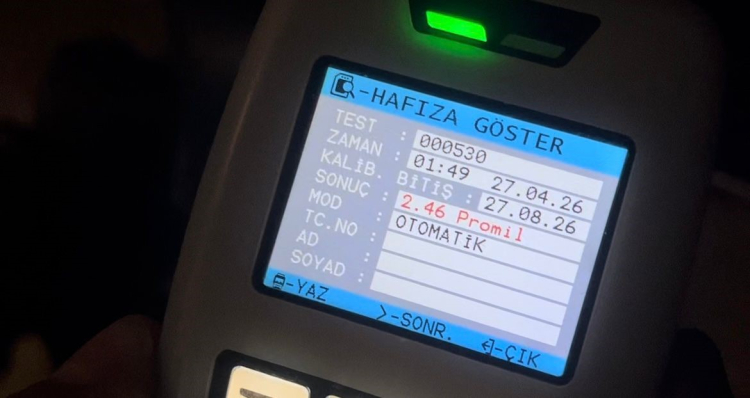 -HAFIZA GÖSTER
TEST : 000530
ZAMAN : 01:49 27.04.26
KALİB. BİTİŞ : 27.08.26
SONUÇ : 2.46 Promil
MOD : OTOMATİK
TC.NO :
AD :
SOYAD :
-YAZ >-SONR. -ÇIK